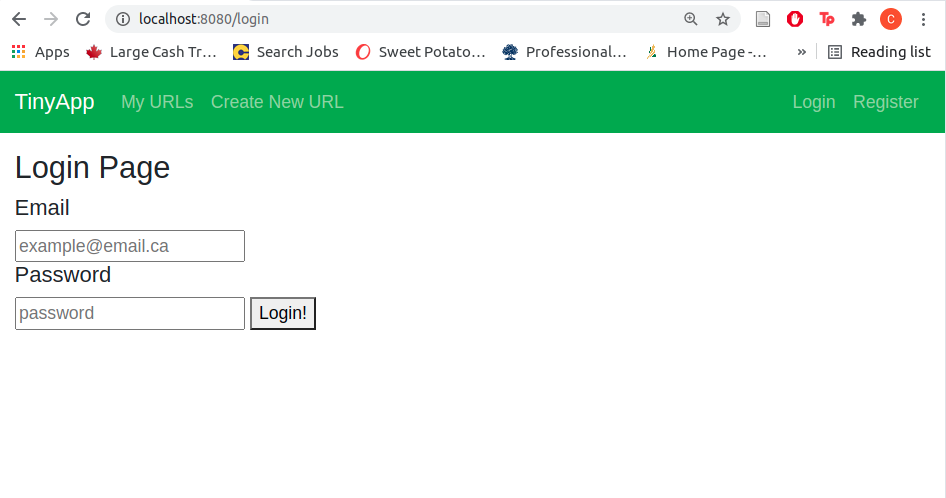 localhost:8080/login
Tp
C
Apps Large Cash Tr… C Search Jobs Sweet Potato… Professional… Home Page -… » Reading list
TinyApp My URLs Create New URL Login Register
Login Page
Email
example@email.ca
Password
password Login!